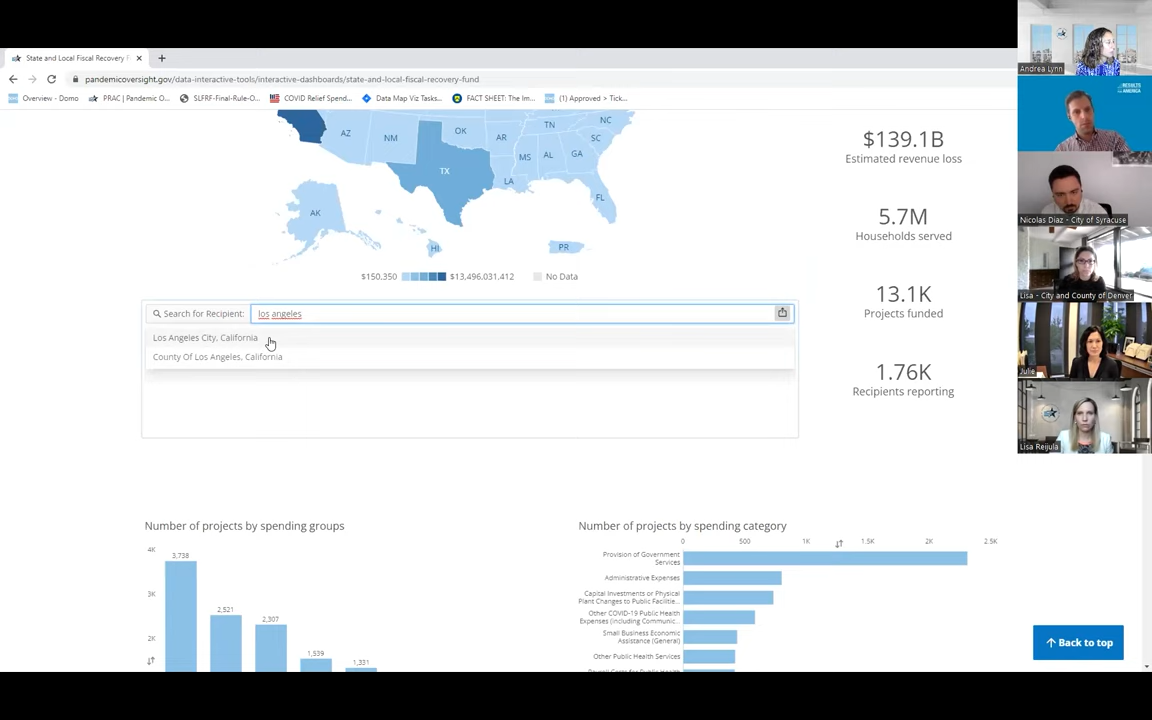 State and Local Fiscal Recovery F
pandemicoversight.gov/data-interactive-tools/interactive-dashboards/state-and-local-fiscal-recovery-fund
Overview - Domo
PRAC | Pandemic O...
SLFRF-Final-Rule-O...
COVID Relief Spend...
Data Map Viz Tasks...
FACT SHEET: The Im...
(1) Approved > Tick...
AZ
NM
OK
AR
TN
NC
SC
MS
AL
GA
TX
LA
FL
AK
HI
PR
$150,350
$13,496,031,412
No Data
$139.1B
Estimated revenue loss
5.7M
Households served
13.1K
Projects funded
1.76K
Recipients reporting
Search for Recipient:
los angeles
Los Angeles City, California
County Of Los Angeles, California
Number of projects by spending groups
4K
3K
2K
3,738
2,521
2,307
1,539
1,331
Number of projects by spending category
0
500
1K
1.5K
2K
2.5K
Provision of Government
Services
Administrative Expenses
Capital Investments or Physical
Plant Changes to Public Facilitie...
Other COVID-19 Public Health
Expenses (including Communic...
Small Business Economic
Assistance (General)
Other Public Health Services
Back to top
Andrea Lynn
RESULTS
AMERICA
Nicolas Diaz - City of Syracuse
Lisa - City and County of Denver
Julie
Lisa Reijula